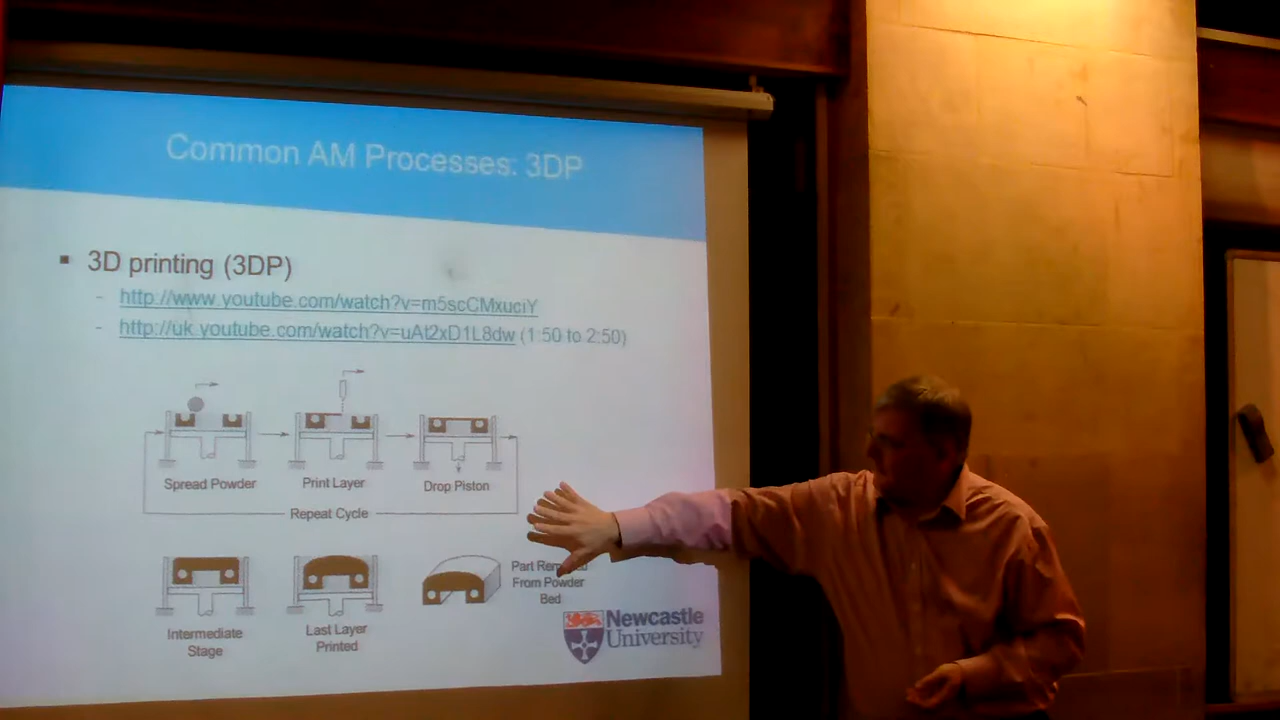 Common AM Processes: 3DP
▪ 3D printing (3DP)
- http://www.youtube.com/watch?v=m5scCMxuciY
- http://uk.youtube.com/watch?v=uAt2xD1L8dw (1:50 to 2:50)
Spread Powder
Print Layer
Drop Piston
Repeat Cycle
Intermediate
Stage
Last Layer
Printed
Part
From Powder
Bed
Newcastle
University